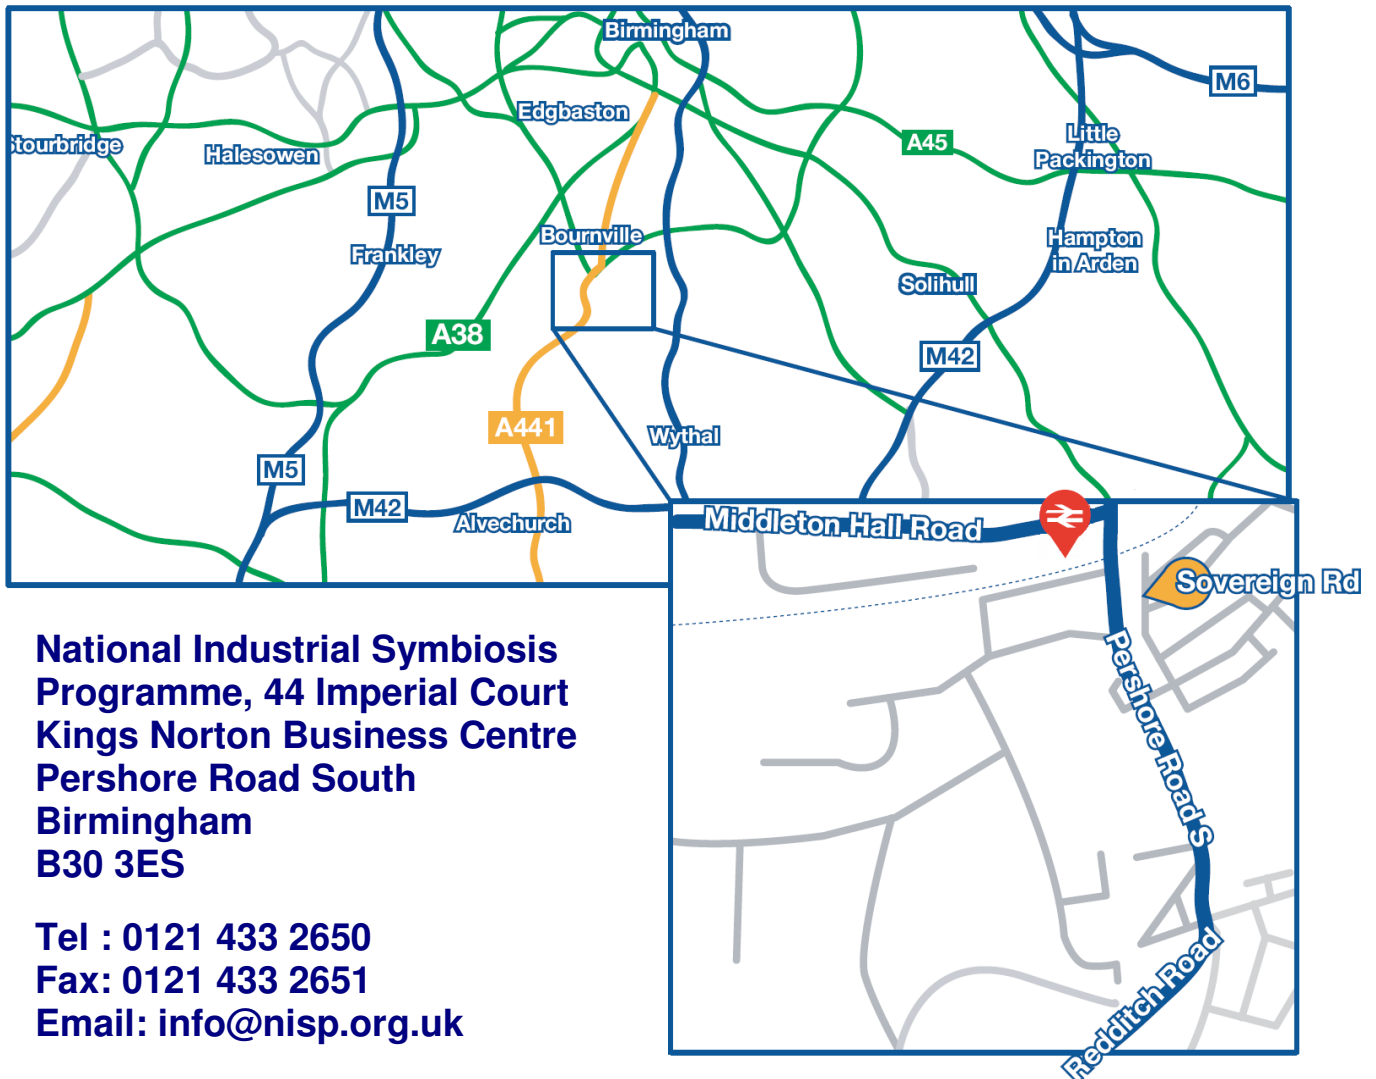 Birmingham
M6
Edgbaston
Little
Packington
A45
tourbridge
Halesowen
M5
Bournville
Hampton
in Arden
Frankley
Solihull
A38
M42
A441
Wythal
M5
M42
Alvechurch
Middleton Hall Road
Sovereign Rd
Pershore Road S
Redditch Road
National Industrial Symbiosis
Programme, 44 Imperial Court
Kings Norton Business Centre
Pershore Road South
Birmingham
B30 3ES
Tel : 0121 433 2650
Fax: 0121 433 2651
Email: info@nisp.org.uk